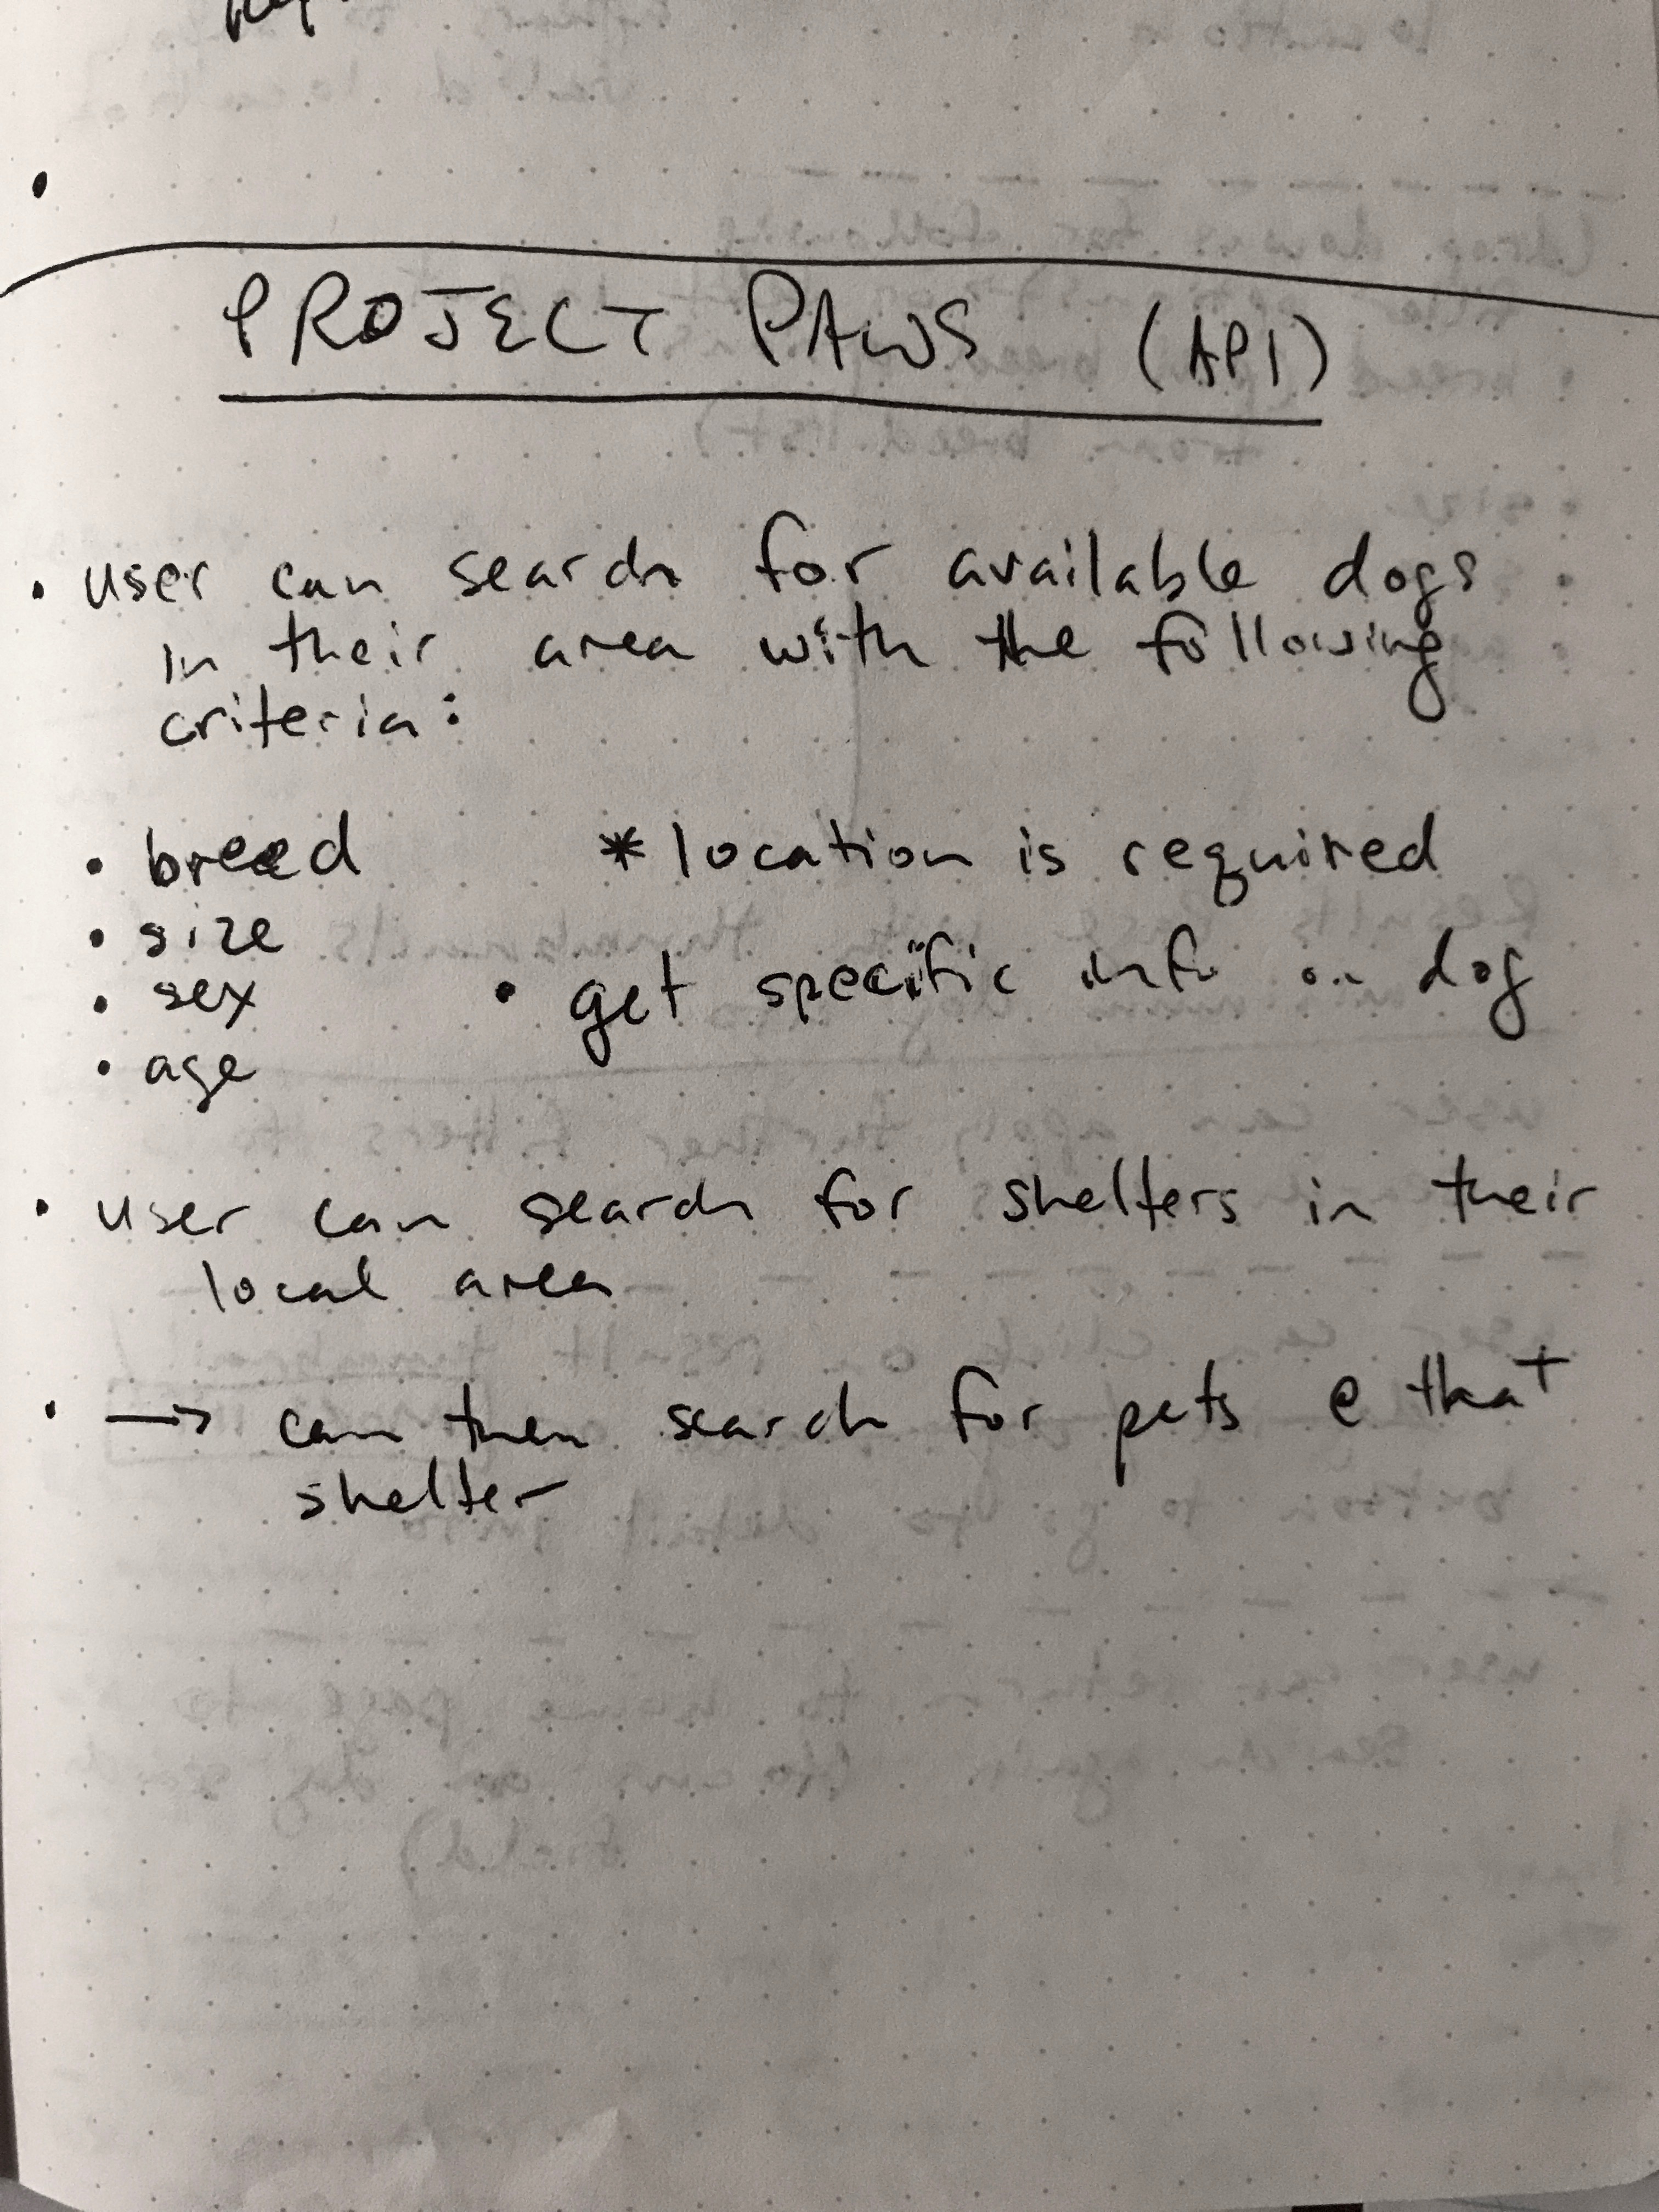 PROJECT PAWS (API)
• user can search for available dogs
in their area with the following
criteria:
• breed
* location is required
• size
• sex
• get specific info on dog
• age
• user can search for shelters in their
local area
• → can then search for pets @ that
shelter